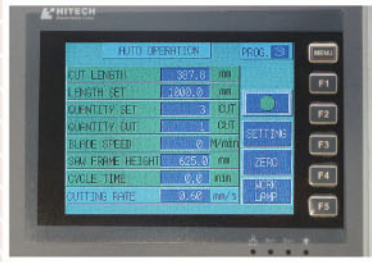 HITECH
AUTO OPERATION PROG.
MENU
CUT LENGTH 387.8 mm
F1
LENGTH SET 1000.0 mm
QUANTITY SET 3 CUT
F2
QUANTITY CUT 1 CUT
SETTING
BLADE SPEED 0 M/min
F3
SAW FRAME HEIGHT 625.0 mm
ZERO
CYCLE TIME 0.0 min
F4
WORK
CUTTING RATE 0.60 mm/s
LAMP
F5